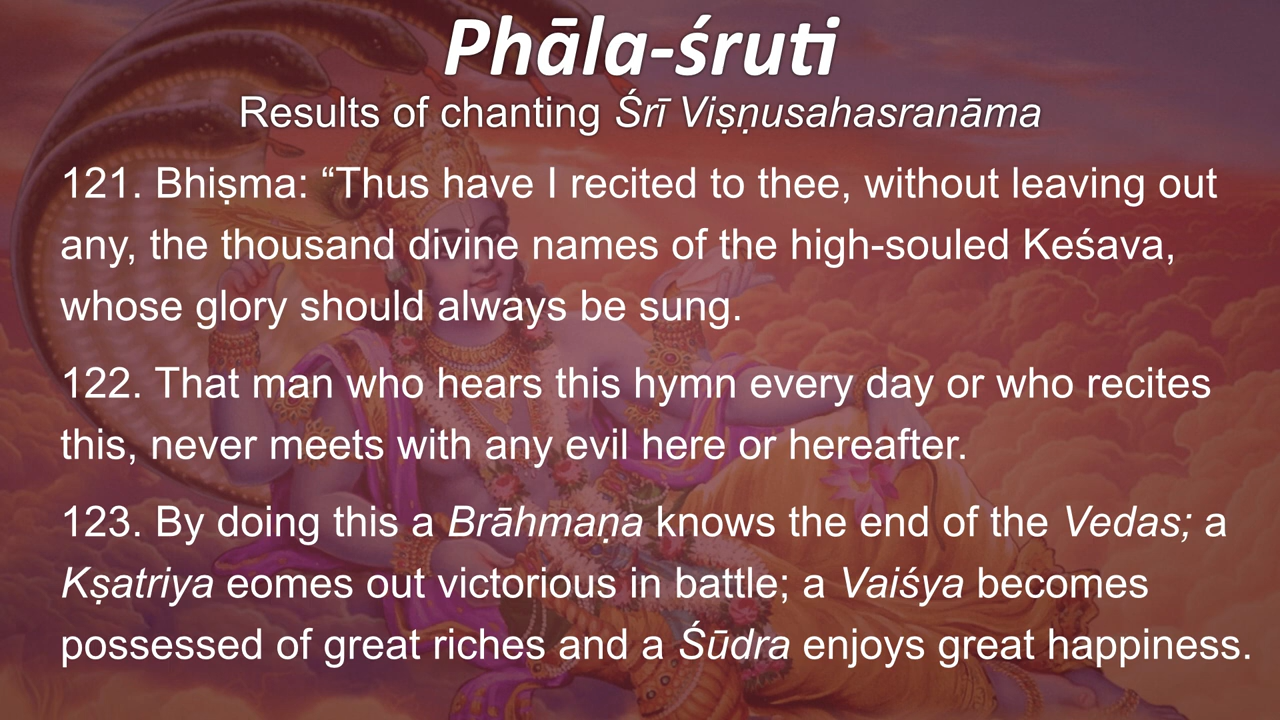 Phāla-śruti
Results of chanting Śrī Viṣṇusahasranāma
121. Bhiṣma: “Thus have I recited to thee, without leaving out
any, the thousand divine names of the high-souled Keśava,
whose glory should always be sung.
122. That man who hears this hymn every day or who recites
this, never meets with any evil here or hereafter.
123. By doing this a Brāhmaṇa knows the end of the Vedas; a
Kṣatriya eomes out victorious in battle; a Vaiśya becomes
possessed of great riches and a Śūdra enjoys great happiness.